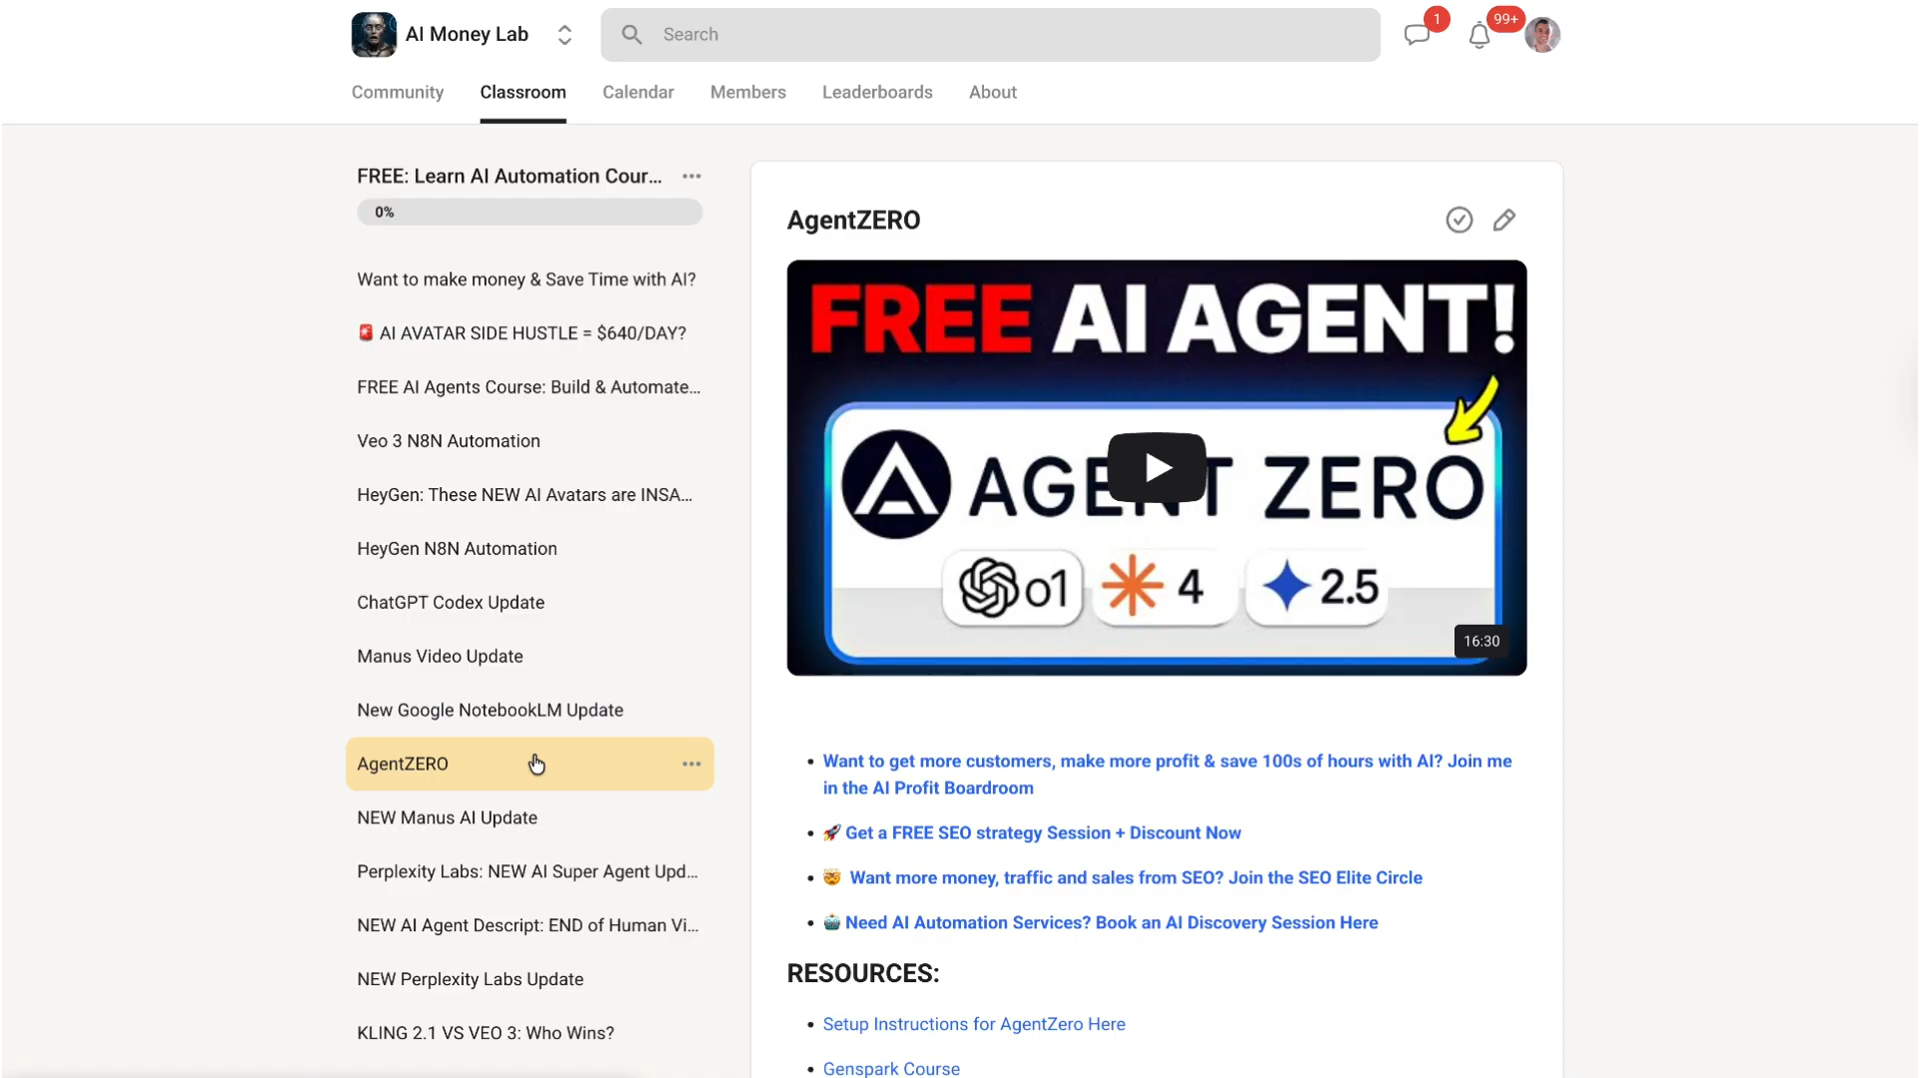 AI Money Lab
Search
1
99+
Community
Classroom
Calendar
Members
Leaderboards
About
FREE: Learn AI Automation Cour...
0%
Want to make money & Save Time with AI?
🚨 AI AVATAR SIDE HUSTLE = $640/DAY?
FREE AI Agents Course: Build & Automate...
Veo 3 N8N Automation
HeyGen: These NEW AI Avatars are INSA...
HeyGen N8N Automation
ChatGPT Codex Update
Manus Video Update
New Google NotebookLM Update
AgentZERO
NEW Manus AI Update
Perplexity Labs: NEW AI Super Agent Upd...
NEW AI Agent Descript: END of Human Vi...
NEW Perplexity Labs Update
KLING 2.1 VS VEO 3: Who Wins?
AgentZERO
FREE AI AGENT!
AGENT ZERO
o1
4
2.5
16:30
• Want to get more customers, make more profit & save 100s of hours with AI? Join me
in the AI Profit Boardroom
• 🚀 Get a FREE SEO strategy Session + Discount Now
• 🤯 Want more money, traffic and sales from SEO? Join the SEO Elite Circle
• 🤖 Need AI Automation Services? Book an AI Discovery Session Here
RESOURCES:
• Setup Instructions for AgentZero Here
• Genspark Course